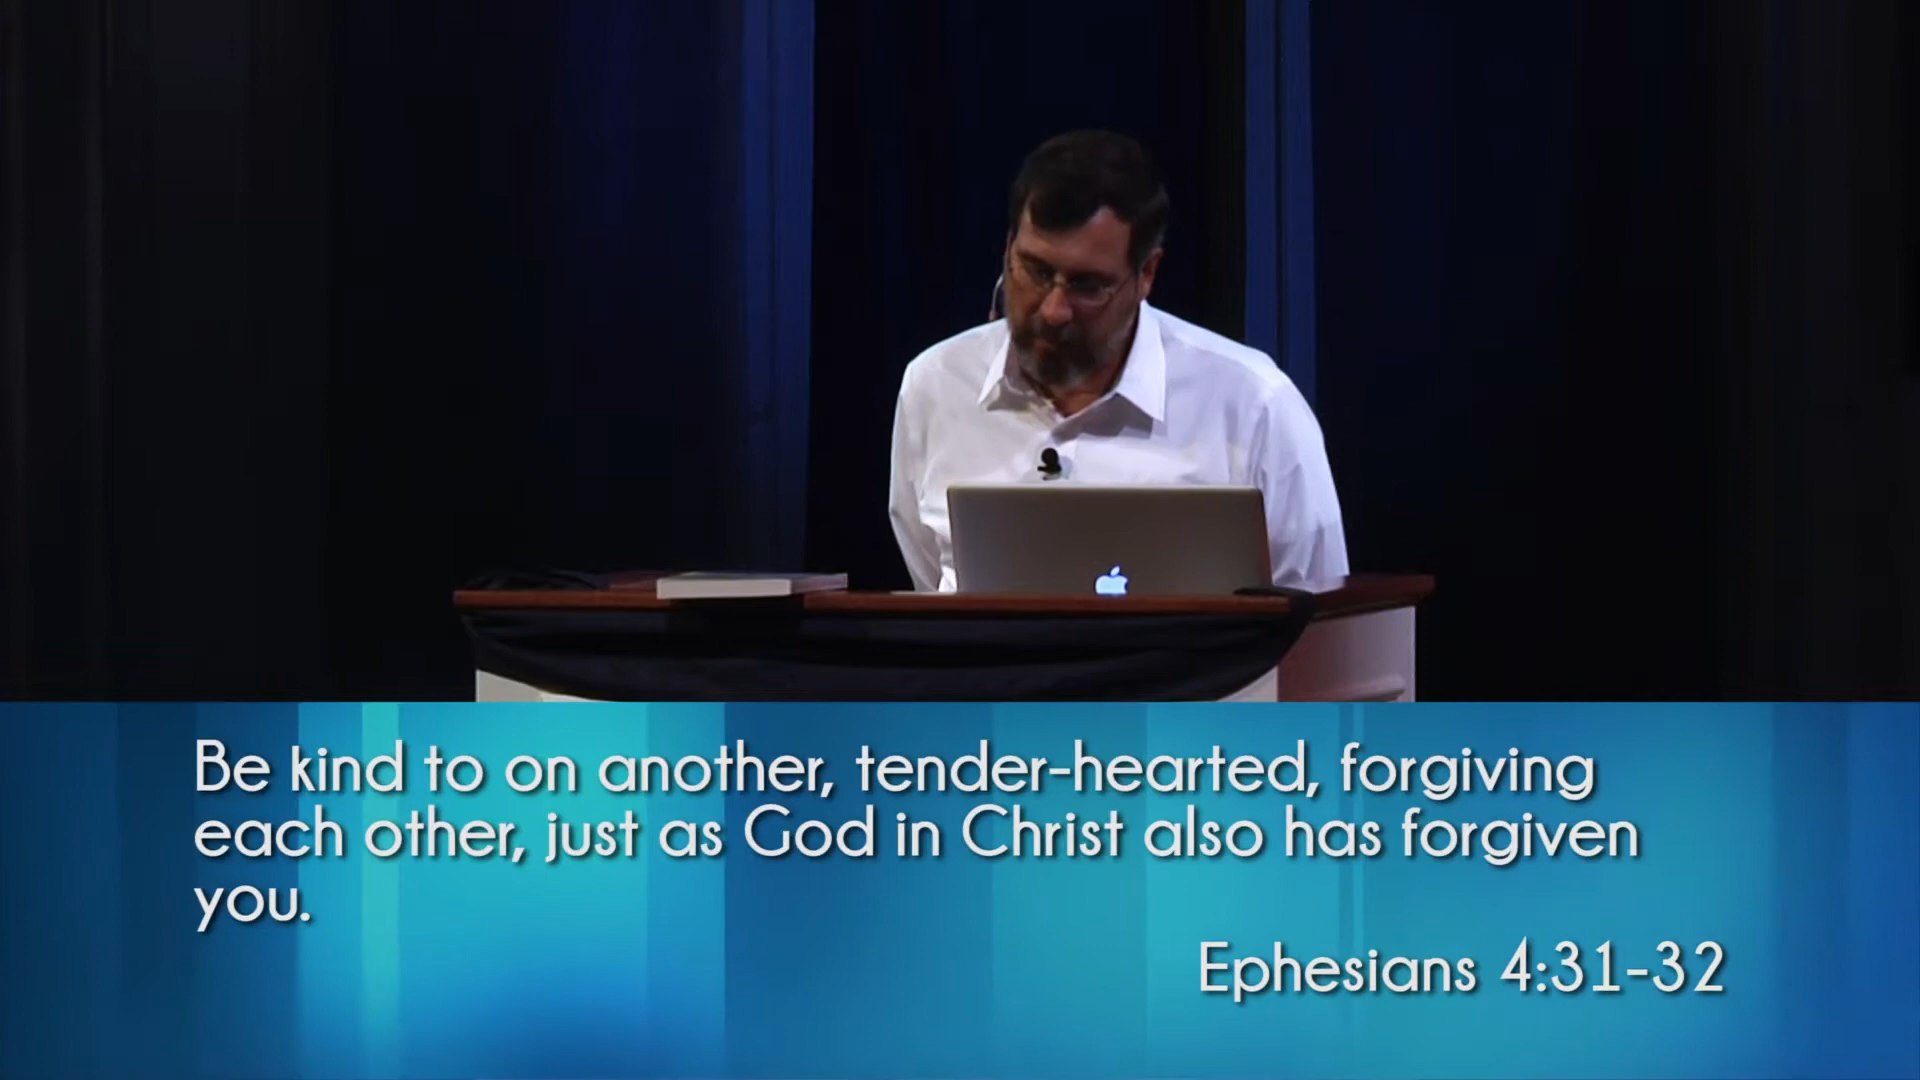 Be kind to on another, tender-hearted, forgiving
each other, just as God in Christ also has forgiven
you.
Ephesians 4:31-32